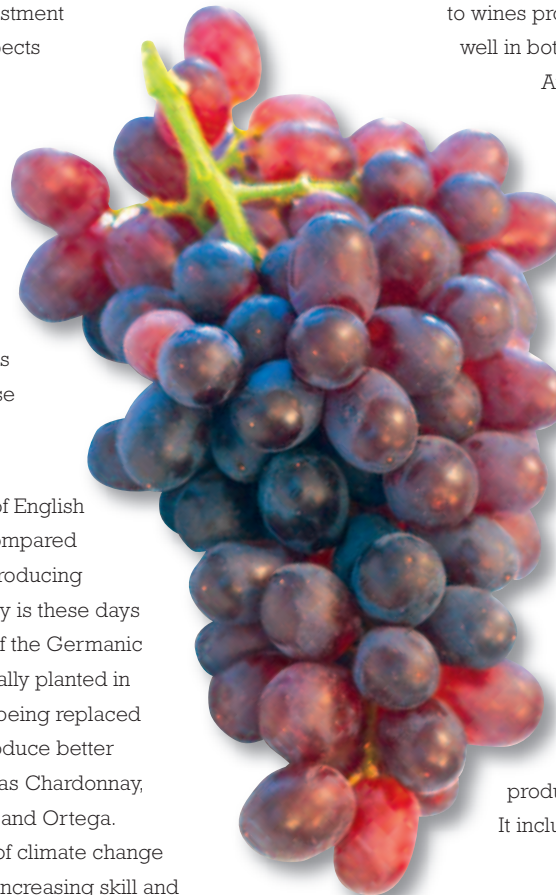 stment
pects
s
se
of English
ompared
roducing
y is these days
f the Germanic
ally planted in
being replaced
oduce better
as Chardonnay,
and Ortega.
of climate change
ncreasing skill and
to wines pro
well in bot
A
produ
It inclu